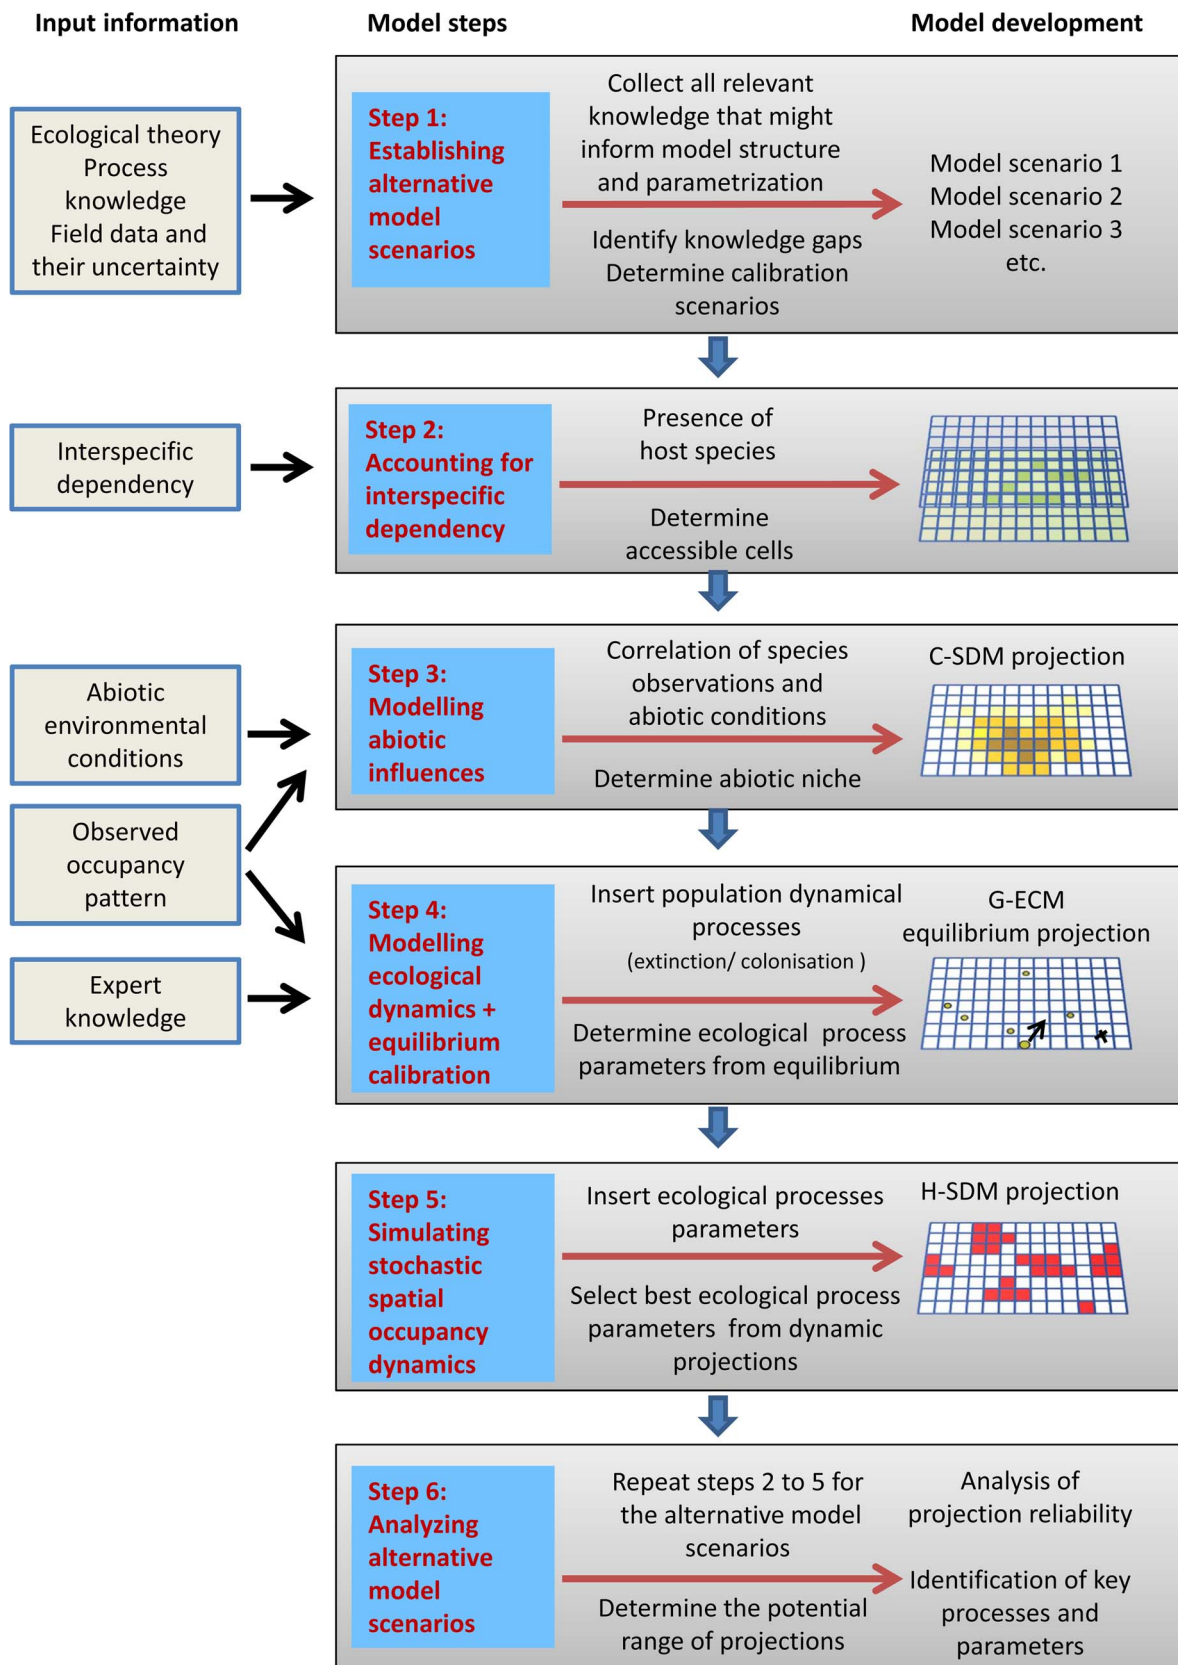 Input information
Model steps
Model development
Ecological theory
Process
knowledge
Field data and
their uncertainty
Step 1:
Establishing
alternative
model
scenarios
Collect all relevant
knowledge that might
inform model structure
and parametrization
Identify knowledge gaps
Determine calibration
scenarios
Model scenario 1
Model scenario 2
Model scenario 3
etc.
Interspecific
dependency
Step 2:
Accounting for
interspecific
dependency
Presence of
host species
Determine
accessible cells
Abiotic
environmental
conditions
Observed
occupancy
pattern
Step 3:
Modelling
abiotic
influences
Correlation of species
observations and
abiotic conditions
Determine abiotic niche
C-SDM projection
Expert
knowledge
Step 4:
Modelling
ecological
dynamics +
equilibrium
calibration
Insert population dynamical
processes
(extinction/ colonisation )
Determine ecological process
parameters from equilibrium
G-ECM
equilibrium projection
Step 5:
Simulating
stochastic
spatial
occupancy
dynamics
Insert ecological processes
parameters
Select best ecological process
parameters from dynamic
projections
H-SDM projection
Step 6:
Analyzing
alternative
model
scenarios
Repeat steps 2 to 5 for
the alternative model
scenarios
Determine the potential
range of projections
Analysis of
projection reliability
Identification of key
processes and
parameters